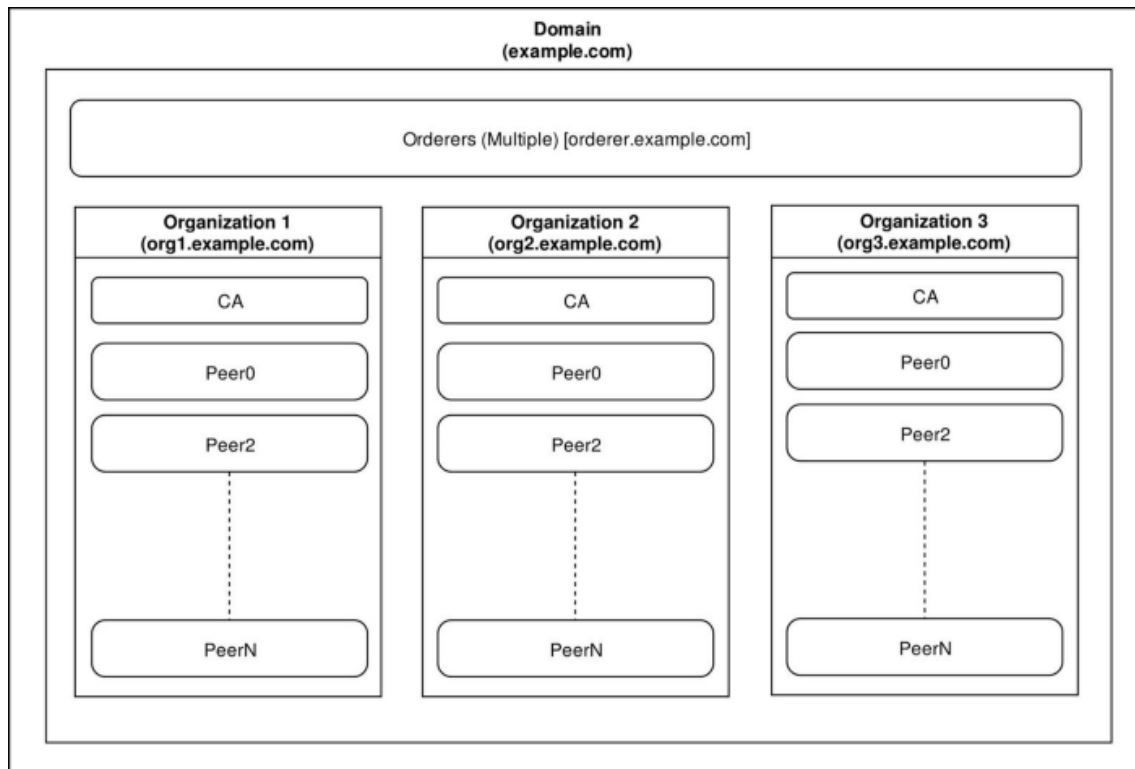 Domain
(example.com)
Orderers (Multiple) [orderer.example.com]
Organization 1
(org1.example.com)
CA
Peer0
Peer2
PeerN
Organization 2
(org2.example.com)
CA
Peer0
Peer2
PeerN
Organization 3
(org3.example.com)
CA
Peer0
Peer2
PeerN